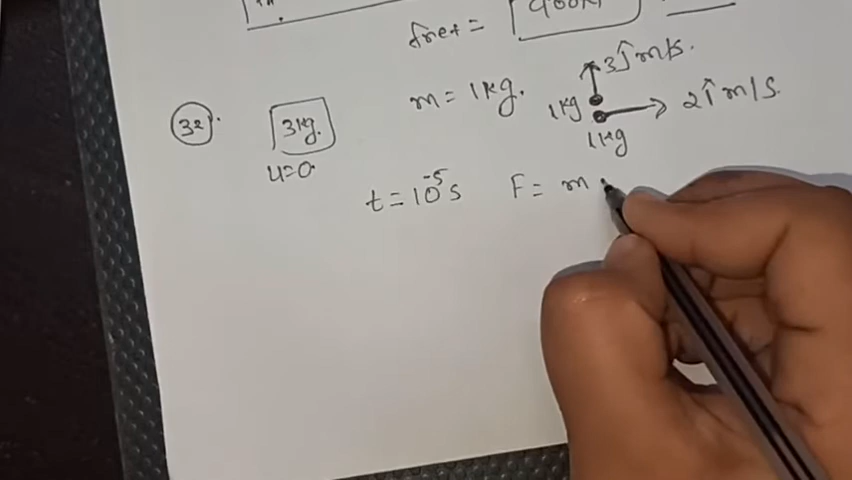 fnet =
32. 3kg. m = 1kg. 3ĵ m/s.
1kg 2î m/s.
1kg
u=0
t = 10⁻⁵ s F = m